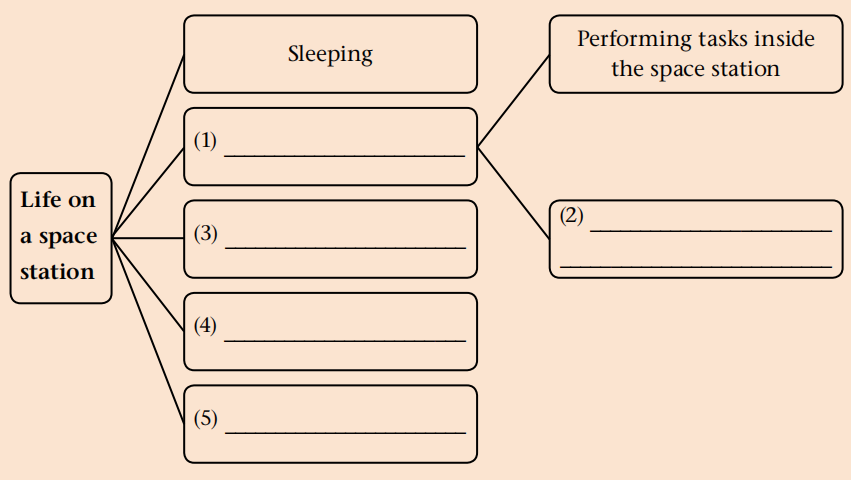 Sleeping
Performing tasks inside
the space station
(1)
Life on
a space
station
(2)
(3)
(4)
(5)